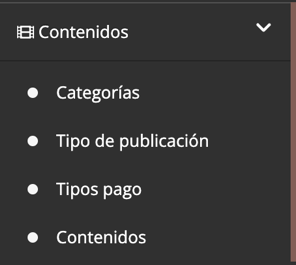 Contenidos
Categorías
Tipo de publicación
Tipos pago
Contenidos